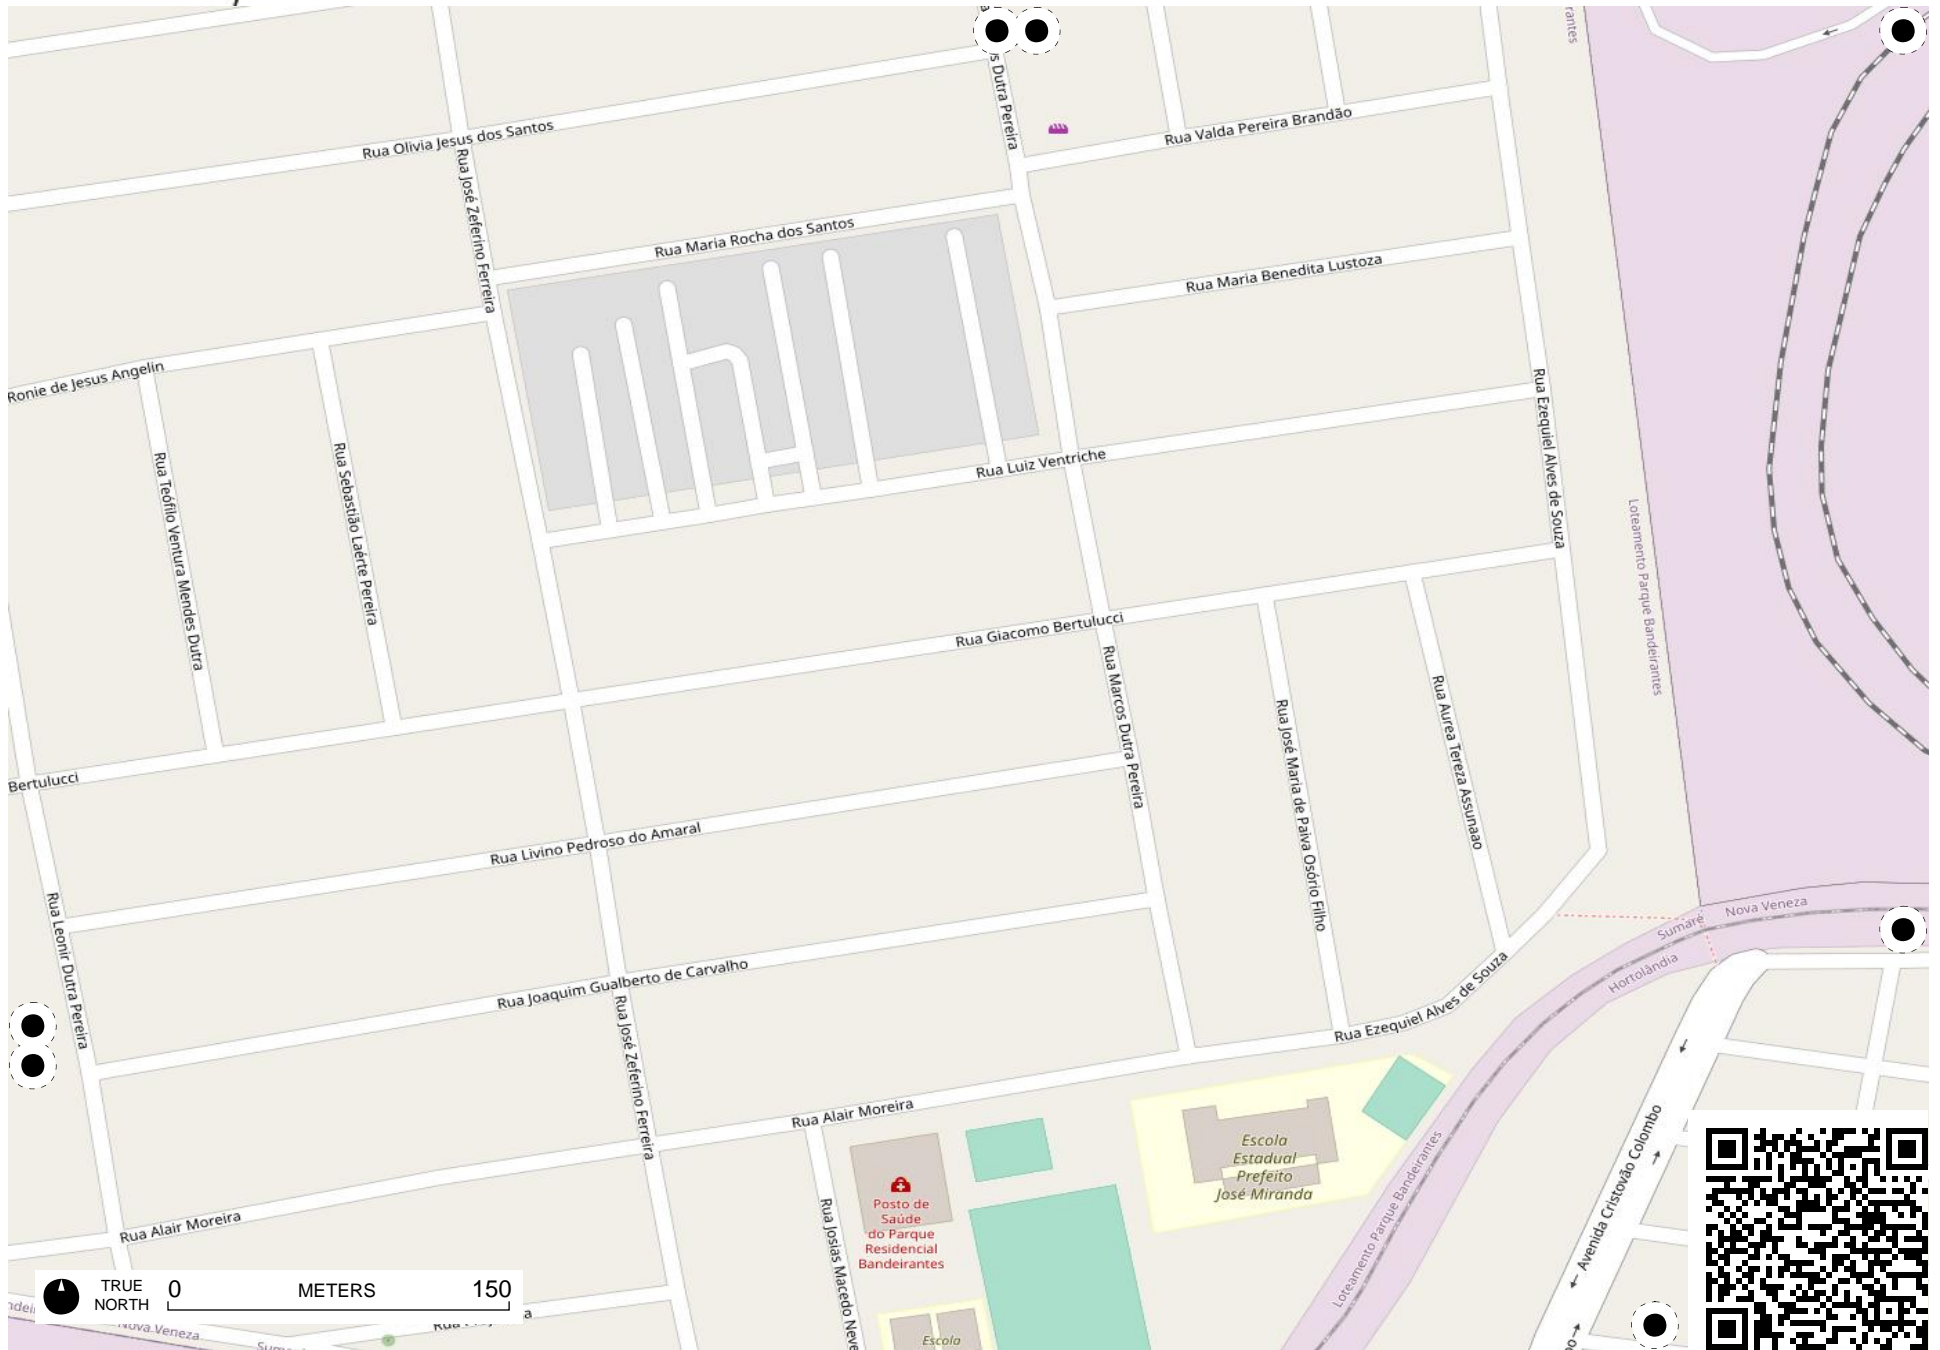 rantes
s Dutra Pereira
Rua Valda Pereira Brandão
Rua Olivia Jesus dos Santos
Rua José Zeferino Ferreira
Rua Maria Rocha dos Santos
Rua Maria Benedita Lustoza
Ronie de Jesus Angelin
Rua Ezequiel Alves de Souza
Rua Luiz Ventriche
Rua Teófilo Ventura Mendes Dutra
Rua Sebastião Laérte Pereira
Loteamento Parque Bandeirantes
Rua Giacomo Bertulucci
Rua Marcos Dutra Pereira
Rua José Maria de Paiva Osório Filho
Rua Aurea Tereza Assunaao
Bertulucci
Rua Livino Pedroso do Amaral
Rua Leonir Dutra Pereira
Nova Veneza
Sumaré
Hortolândia
Rua Joaquim Gualberto de Carvalho
Rua José Zeferino Ferreira
Rua Ezequiel Alves de Souza
Rua Alair Moreira
Escola
Estadual
Prefeito
José Miranda
Loteamento Parque Bandeirantes
Avenida Cristovão Colombo
Posto de
Saúde
do Parque
Residencial
Bandeirantes
Rua Josias Macedo Neve
Rua Alair Moreira
TRUE
NORTH
0 METERS 150
Nova Veneza
Escola